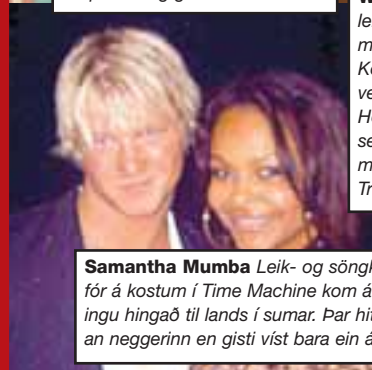 le
m
ve
se
m
Tr
Samantha Mumba Leik- og söngk
fór á kostum í Time Machine kom á
ingu hingað til lands í sumar. Þar hit
an neggerinn en gisti víst bara ein á